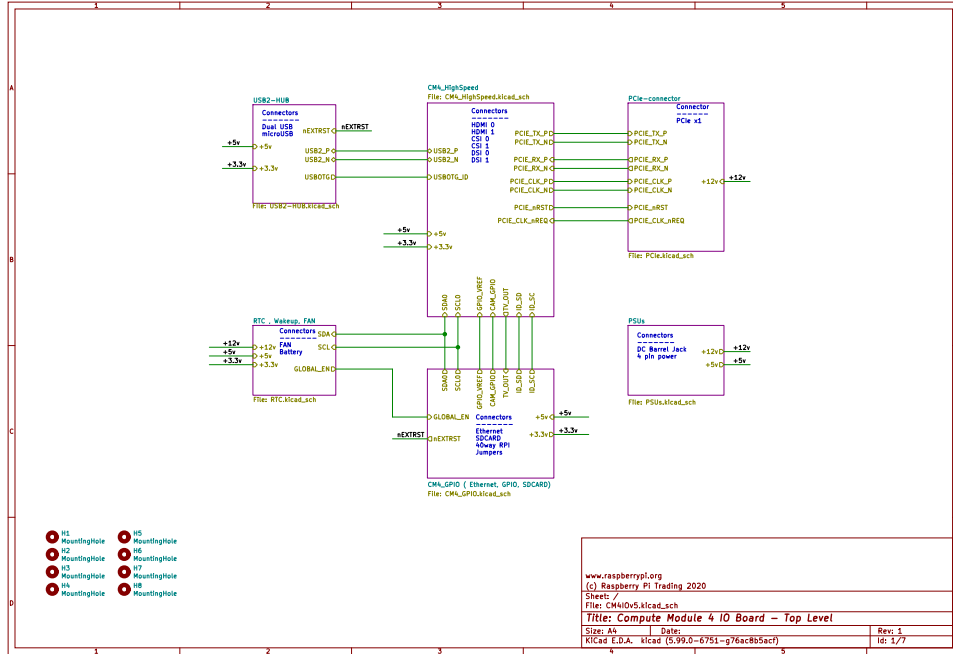 1 2 3 4 5
A
B
C
D
USB2-HUB
Connectors
--------
Dual USB
microUSB
nEXTRST
nEXTRST
+5v
+5v
+3.3v
+3.3v
USB2_P
USB2_N
USBOTG
File: USB2-HUB.kicad_sch
CM4_HighSpeed
File: CM4_HighSpeed.kicad_sch
Connectors
--------
HDMI 0
HDMI 1
CSI 0
CSI 1
DSI 0
DSI 1
USB2_P
USB2_N
USBOTG_ID
+5v
+5v
+3.3v
+3.3v
PCIE_TX_P
PCIE_TX_N
PCIE_RX_P
PCIE_RX_N
PCIE_CLK_P
PCIE_CLK_N
PCIE_nRST
PCIE_CLK_nREQ
SDA0
SCL0
GPIO_VREF
CAM_GPIO
TV_OUT
ID_SD
ID_SC
PCIe-connector
Connector
--------
PCIe x1
PCIE_TX_P
PCIE_TX_N
PCIE_RX_P
PCIE_RX_N
PCIE_CLK_P
PCIE_CLK_N
PCIE_nRST
PCIE_CLK_nREQ
+12v
+12v
File: PCIe.kicad_sch
RTC , Wakeup, FAN
Connectors
--------
FAN
Battery
SDA
SCL
GLOBAL_EN
+12v
+12v
+5v
+5v
+3.3v
+3.3v
File: RTC.kicad_sch
SDA0
SCL0
GPIO_VREF
CAM_GPIO
TV_OUT
ID_SD
ID_SC
GLOBAL_EN
nEXTRST
nEXTRST
Connectors
--------
Ethernet
SDCARD
40way RPI
Jumpers
+5v
+5v
+3.3v
+3.3v
CM4_GPIO ( Ethernet, GPIO, SDCARD)
File: CM4_GPIO.kicad_sch
PSUs
Connectors
--------
DC Barrel Jack
4 pin power
+12v
+12v
+5v
+5v
File: PSUs.kicad_sch
H1
MountingHole
H2
MountingHole
H3
MountingHole
H4
MountingHole
H5
MountingHole
H6
MountingHole
H7
MountingHole
H8
MountingHole
www.raspberrypi.org
(c) Raspberry Pi Trading 2020
Sheet: /
File: CM4IOv5.kicad_sch
Title: Compute Module 4 IO Board - Top Level
Size: A4 Date: Rev: 1
KiCad E.D.A. kicad (5.99.0-6751-g76ac8b5acf) Id: 1/7
A
B
C
D
1 2 3 4 5